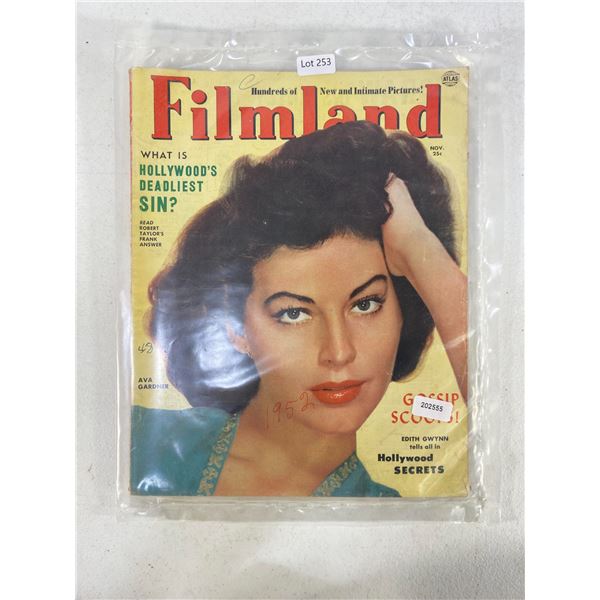 Lot 253
C
Hundreds of New and Intimate Pictures!
ATLAS
Filmland
NOV.
25¢
WHAT IS
HOLLYWOOD'S
DEADLIEST
SIN?
READ
ROBERT
TAYLOR'S
FRANK
ANSWER
48
AVA
GARDNER
1952
GOSSIP
SCOOPS!
202555
EDITH GWYNN
tells all in
Hollywood
SECRETS